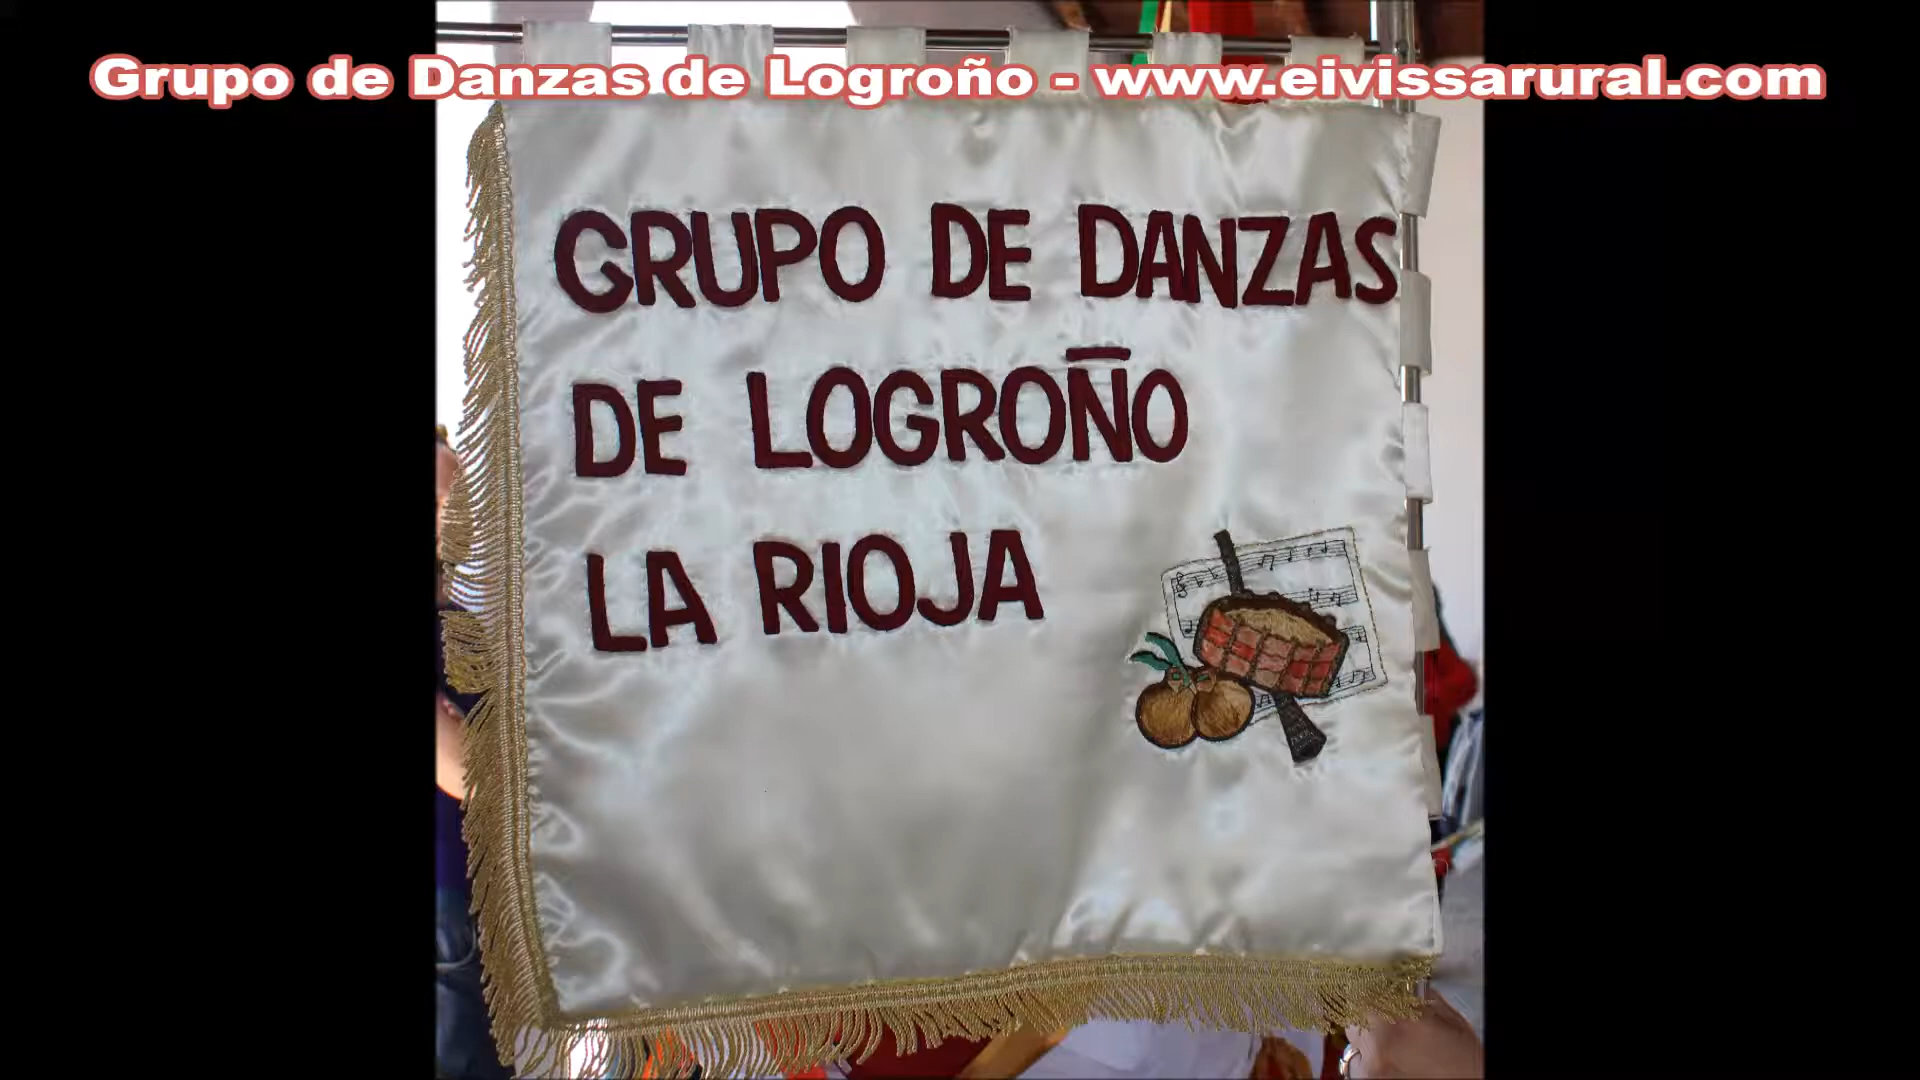 Grupo de Danzas de Logroño - www.eivissarural.com
GRUPO DE DANZAS
DE LOGROÑO
LA RIOJA